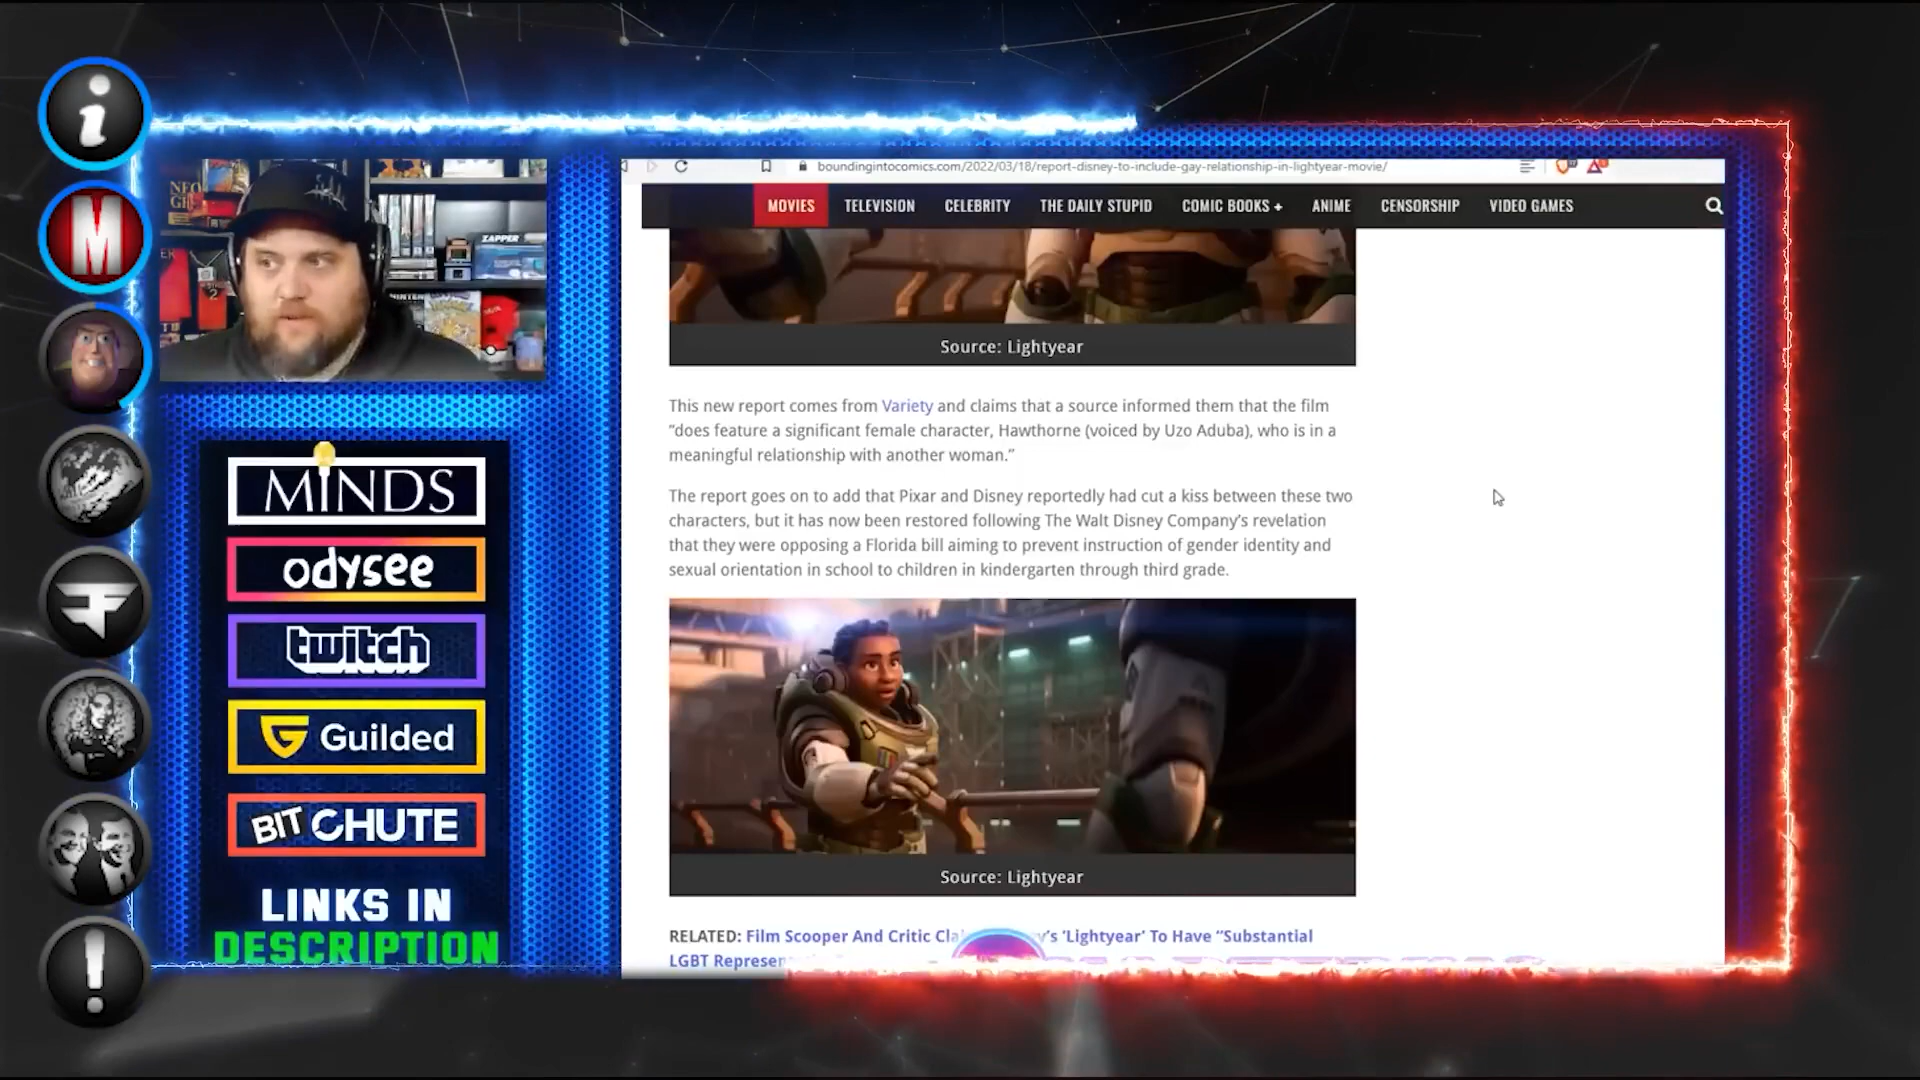 boundingintocomics.com/2022/03/18/report-disney-to-include-gay-relationship-in-lightyear-movie/
MOVIES TELEVISION CELEBRITY THE DAILY STUPID COMIC BOOKS + ANIME CENSORSHIP VIDEO GAMES
Source: Lightyear
This new report comes from Variety and claims that a source informed them that the film
“does feature a significant female character, Hawthorne (voiced by Uzo Aduba), who is in a
meaningful relationship with another woman.”
The report goes on to add that Pixar and Disney reportedly had cut a kiss between these two
characters, but it has now been restored following The Walt Disney Company’s revelation
that they were opposing a Florida bill aiming to prevent instruction of gender identity and
sexual orientation in school to children in kindergarten through third grade.
Source: Lightyear
RELATED: Film Scooper And Critic ’s ‘Lightyear’ To Have “Substantial
LGBT
i
M
NEO
ZAPPER
MINDS
odysee
twitch
Guilded
BITCHUTE
LINKS IN
DESCRIPTION
!